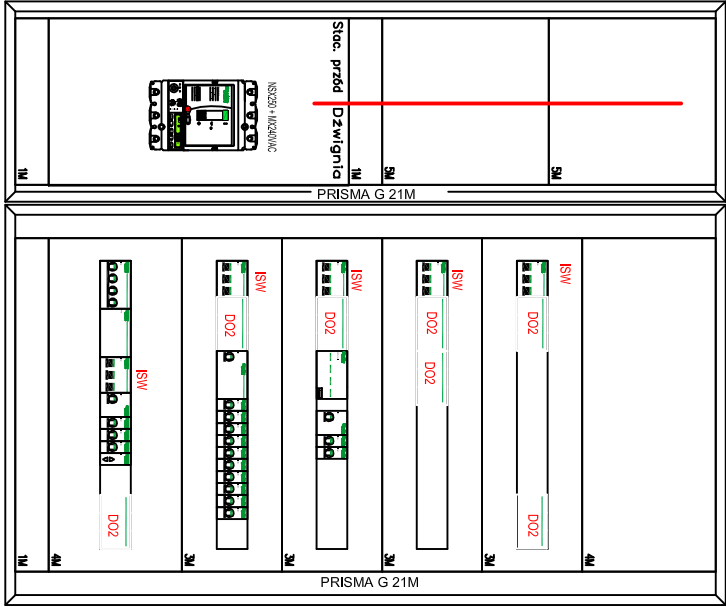 Stac. przód Dźwignia
NSX250 + MX240VAC
1M
1M
5M
5M
PRISMA G 21M
ISW
ISW
ISW
ISW
ISW
DO2
DO2
DO2
DO2
DO2
DO2
DO2
1M
4M
3M
3M
3M
3M
4M
PRISMA G 21M